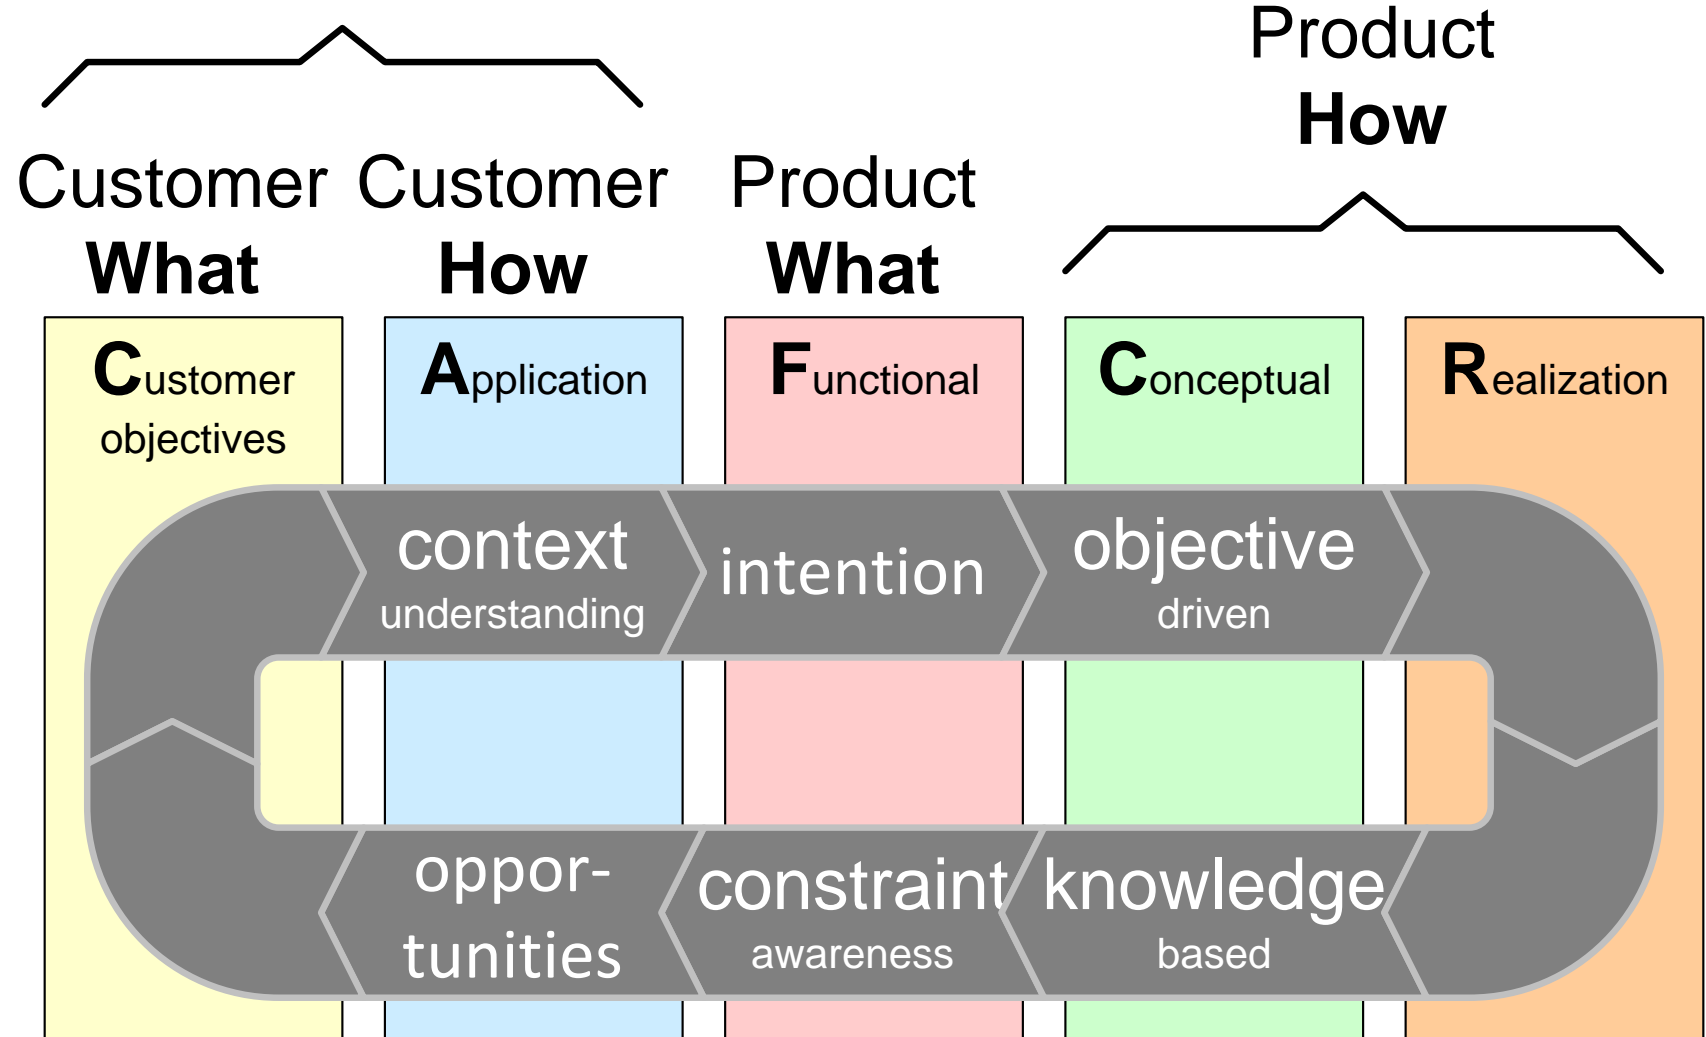 Product
How
Customer
What
Customer
How
Product
What
Customer
objectives
Application
Functional
Conceptual
Realization
context
understanding
intention
objective
driven
oppor-
tunities
constraint
awareness
knowledge
based